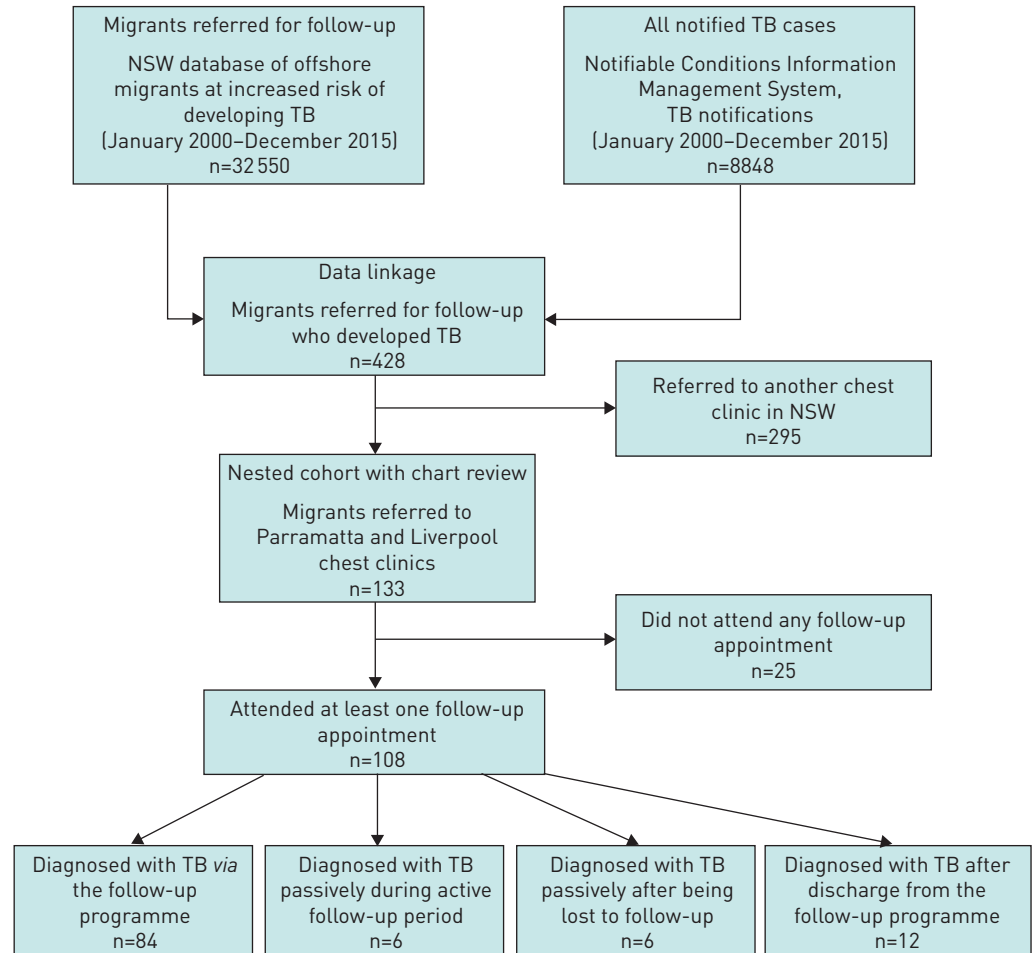 Migrants referred for follow-up
NSW database of offshore
migrants at increased risk of
developing TB
(January 2000–December 2015)
n=32 550
All notified TB cases
Notifiable Conditions Information
Management System,
TB notifications
(January 2000–December 2015)
n=8848
Data linkage
Migrants referred for follow-up
who developed TB
n=428
Referred to another chest
clinic in NSW
n=295
Nested cohort with chart review
Migrants referred to
Parramatta and Liverpool
chest clinics
n=133
Did not attend any follow-up
appointment
n=25
Attended at least one follow-up
appointment
n=108
Diagnosed with TB via
the follow-up
programme
n=84
Diagnosed with TB
passively during active
follow-up period
n=6
Diagnosed with TB
passively after being
lost to follow-up
n=6
Diagnosed with TB after
discharge from the
follow-up programme
n=12